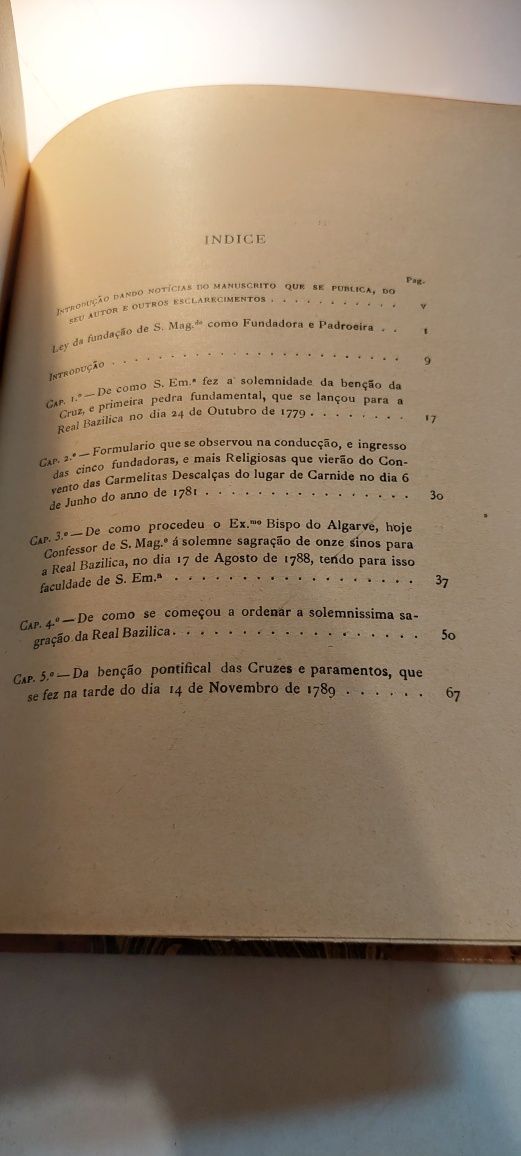 INDICE
Pag.
INTRODUÇÃO DANDO NOTÍCIAS DO MANUSCRITO QUE SE PUBLICA, DO
SEU AUTOR E OUTROS ESCLARECIMENTOS . . . . . . . . . . v
Ley da fundação de S. Mag.de como Fundadora e Padroeira . . 1
INTRODUÇÃO . . . . . . . . . . . . . . . . . . . . . . 9
CAP. 1.º — De como S. Em.ª fez a solemnidade da benção da
Cruz, e primeira pedra fundamental, que se lançou para a
Real Bazilica no dia 24 de Outubro de 1779 . . . . . . . . 17
CAP. 2.º — Formulario que se observou na conducção, e ingresso
das cinco fundadoras, e mais Religiosas que vierão do Con-
vento das Carmelitas Descalças do lugar de Carnide no dia 6
de Junho do anno de 1781 . . . . . . . . . . . . . . . . 30
CAP. 3.º — De como procedeu o Ex.mo Bispo do Algarve, hoje
Confessor de S. Mag.e á solemne sagração de onze sinos para
a Real Bazilica, no dia 17 de Agosto de 1788, tendo para isso
faculdade de S. Em.ª . . . . . . . . . . . . . . . . . . 37
CAP. 4.º — De como se começou a ordenar a solemnissima sa-
gração da Real Bazilica. . . . . . . . . . . . . . . . . . 50
CAP. 5.º — Da benção pontifical das Cruzes e paramentos, que
se fez na tarde do dia 14 de Novembro de 1789 . . . . . . 67